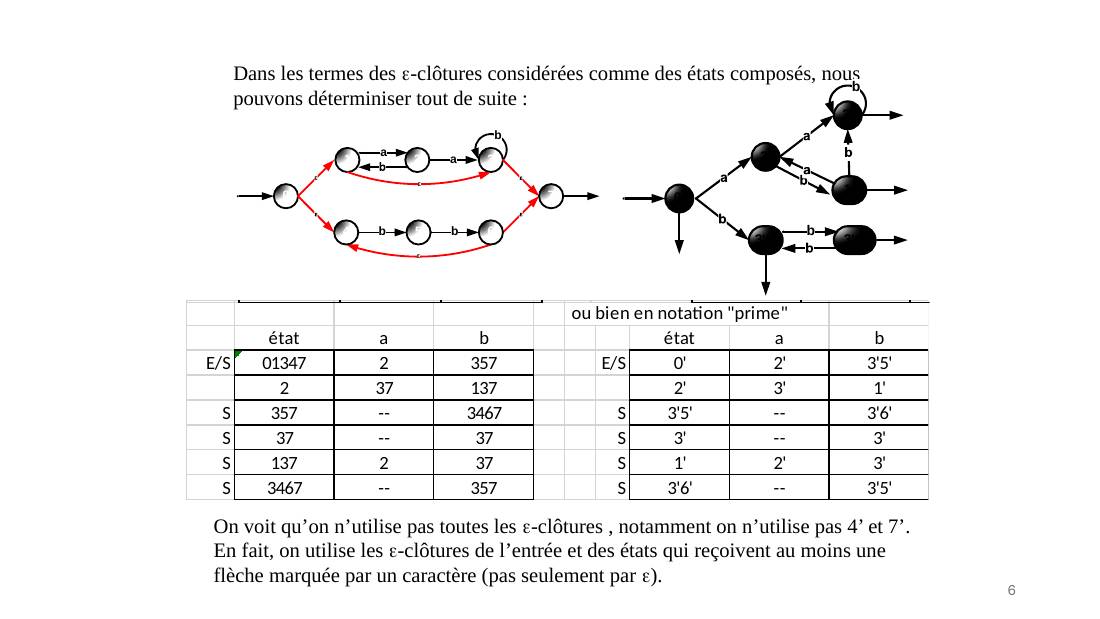 Dans les termes des ε-clôtures considérées comme des états composés, nous
pouvons déterminiser tout de suite :
b
a
b
a
b
b
a
b
a
b
a
b
b
b
b
ou bien en notation "prime"
état a b état a b
E/S 01347 2 357 E/S 0' 2' 3'5'
2 37 137 2' 3' 1'
S 357 -- 3467 S 3'5' -- 3'6'
S 37 -- 37 S 3' -- 3'
S 137 2 37 S 1' 2' 3'
S 3467 -- 357 S 3'6' -- 3'5'
On voit qu’on n’utilise pas toutes les ε-clôtures , notamment on n’utilise pas 4’ et 7’.
En fait, on utilise les ε-clôtures de l’entrée et des états qui reçoivent au moins une
flèche marquée par un caractère (pas seulement par ε).
6